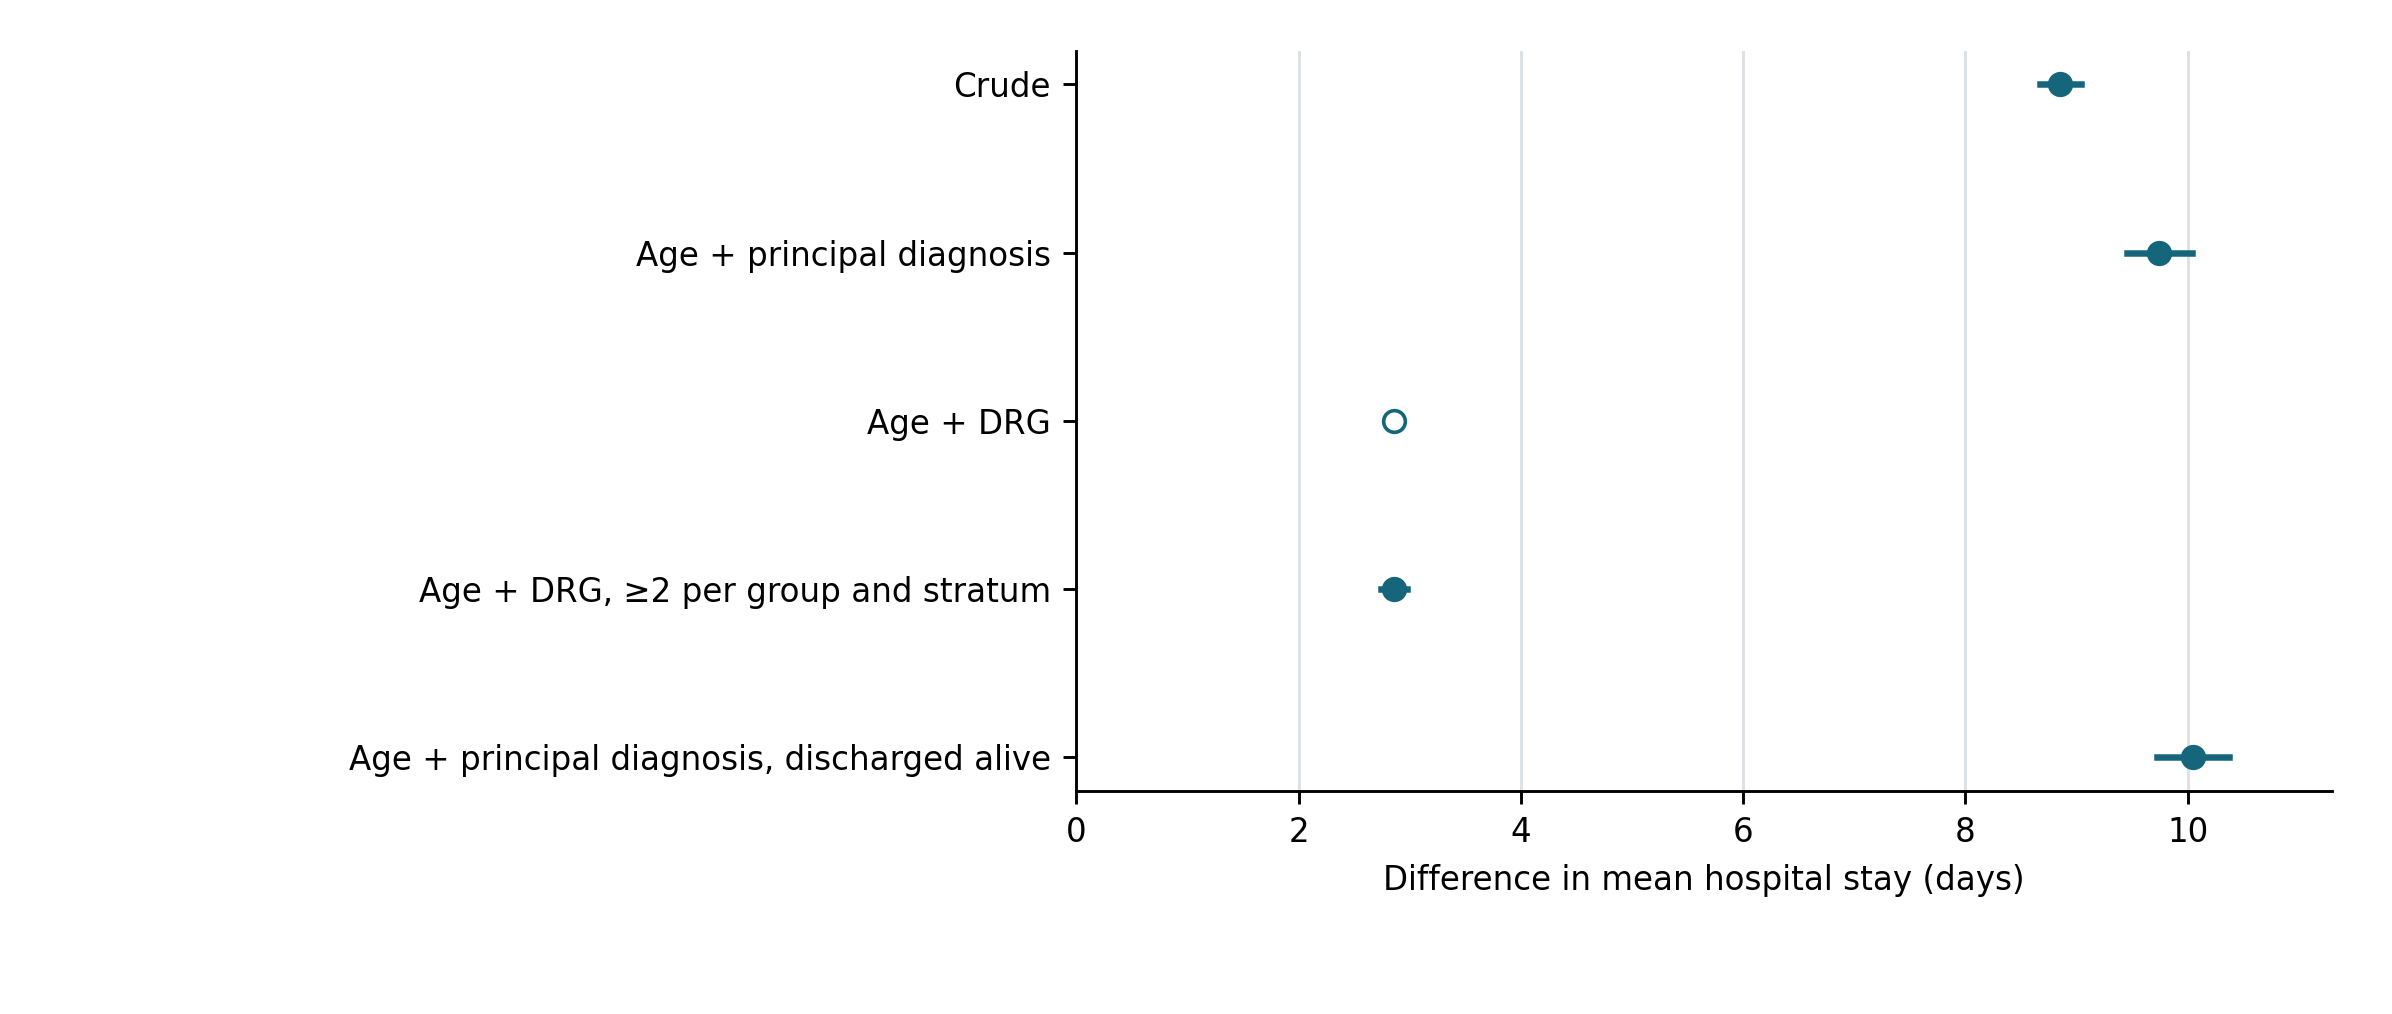 Crude
Age + principal diagnosis
Age + DRG
Age + DRG, ≥2 per group and stratum
Age + principal diagnosis, discharged alive
0 2 4 6 8 10
Difference in mean hospital stay (days)